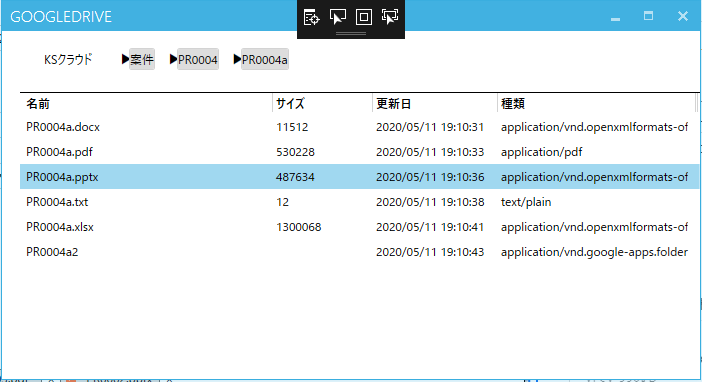 GOOGLEDRIVE
KSクラウド ▶案件 ▶PR0004 ▶PR0004a
名前 サイズ 更新日 種類
PR0004a.docx 11512 2020/05/11 19:10:31 application/vnd.openxmlformats-of
PR0004a.pdf 530228 2020/05/11 19:10:33 application/pdf
PR0004a.pptx 487634 2020/05/11 19:10:36 application/vnd.openxmlformats-of
PR0004a.txt 12 2020/05/11 19:10:38 text/plain
PR0004a.xlsx 1300068 2020/05/11 19:10:41 application/vnd.openxmlformats-of
PR0004a2 2020/05/11 19:10:43 application/vnd.google-apps.folder